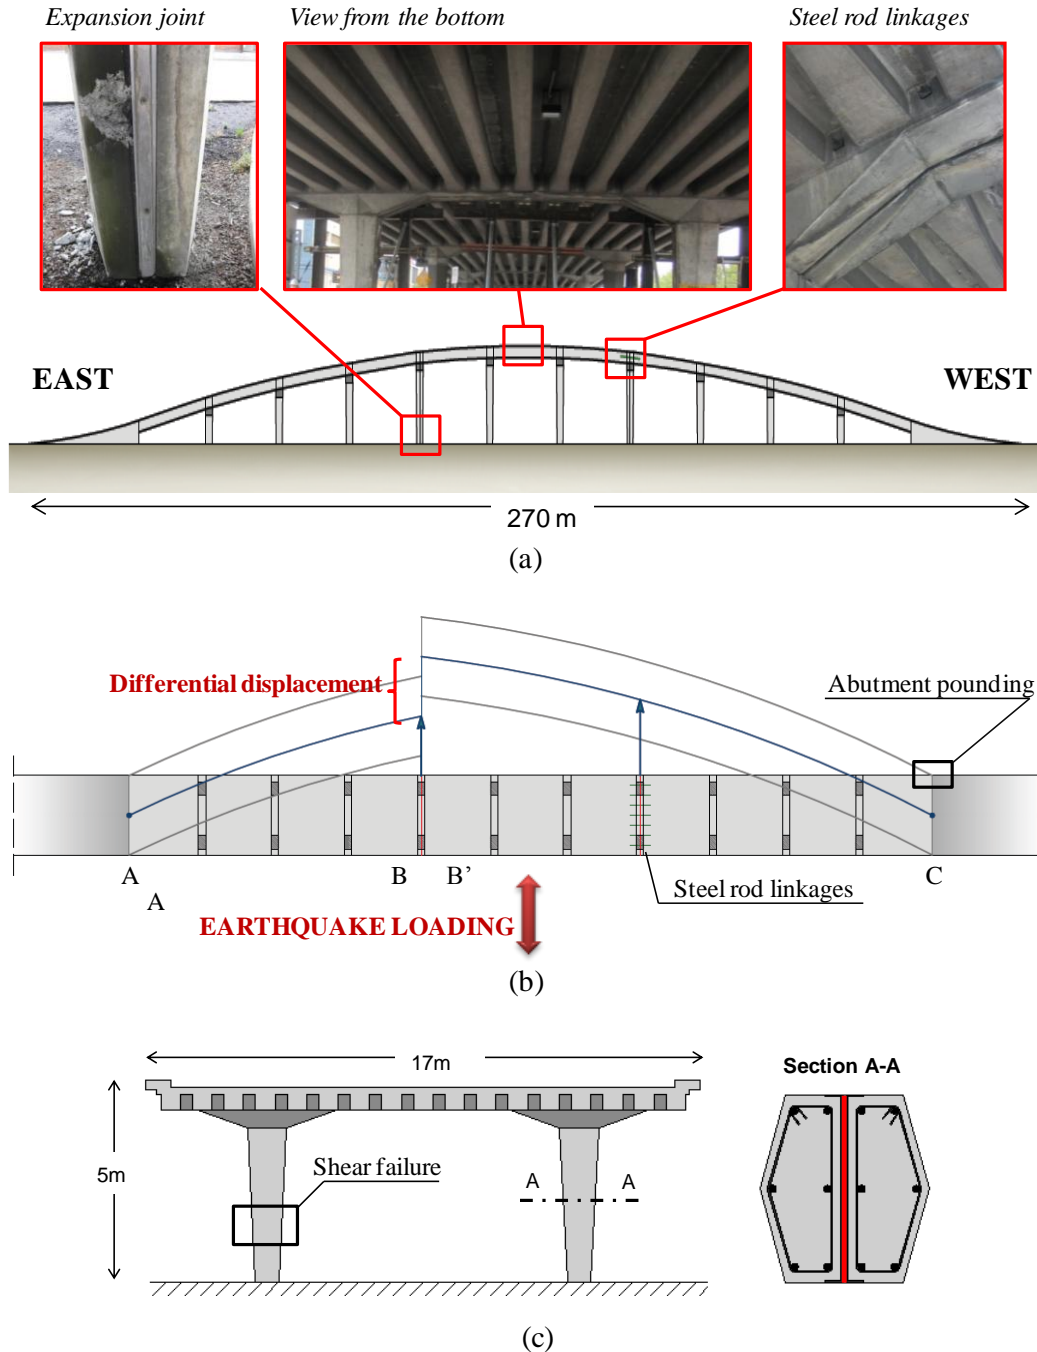 Expansion joint
View from the bottom
Steel rod linkages
EAST
WEST
270 m
(a)
Differential displacement
Abutment pounding
A
B
B’
C
A
Steel rod linkages
EARTHQUAKE LOADING
(b)
17m
Section A-A
5m
Shear failure
A
A
(c)